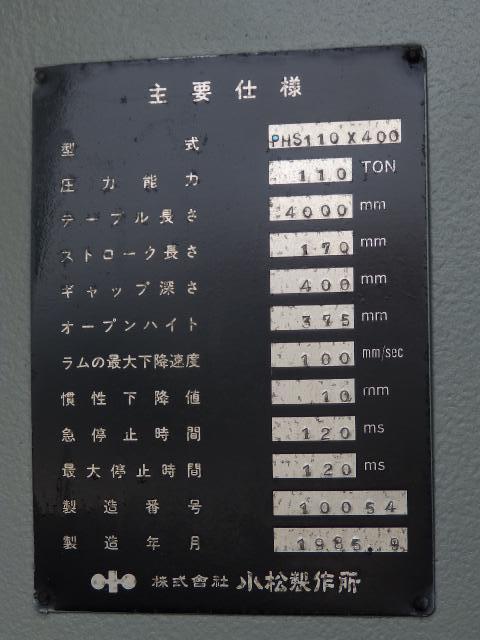 主要仕様
型式 PHS110X400
圧力能力 110 TON
テーブル長さ 4000 mm
ストローク長さ 170 mm
ギャップ深さ 400 mm
オープンハイト 375 mm
ラムの最大下降速度 100 mm/sec
慣性下降値 10 mm
急停止時間 120 ms
最大停止時間 120 ms
製造番号 10054
製造年月 1985.9
株式會社 小松製作所